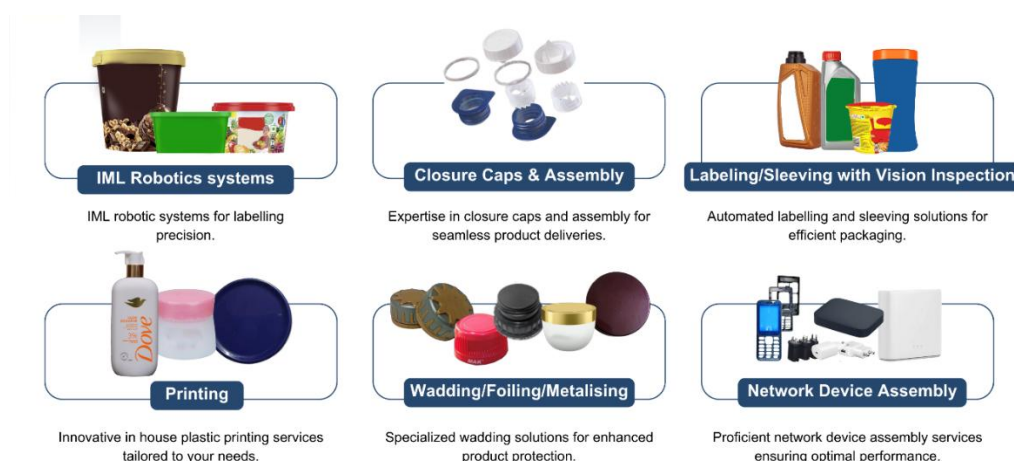 IML Robotics systems
IML robotic systems for labelling
precision.
Closure Caps & Assembly
Expertise in closure caps and assembly for
seamless product deliveries.
Labeling/Sleeving with Vision Inspection
Automated labelling and sleeving solutions for
efficient packaging.
Dove
Printing
Innovative in house plastic printing services
tailored to your needs.
Wadding/Foiling/Metalising
Specialized wadding solutions for enhanced
product protection.
Network Device Assembly
Proficient network device assembly services
ensuring optimal performance.